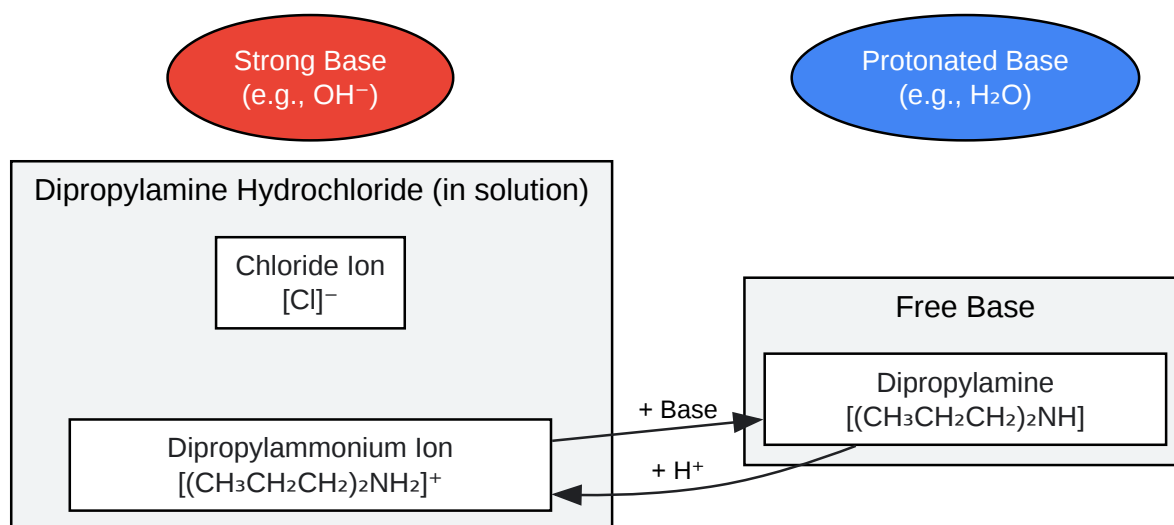 Strong Base
(e.g., OH⁻)
Protonated Base
(e.g., H₂O)
Dipropylamine Hydrochloride (in solution)
Chloride Ion
[Cl]⁻
Free Base
Dipropylamine
[(CH₃CH₂CH₂)₂NH]
+ Base
Dipropylammonium Ion
[(CH₃CH₂CH₂)₂NH₂]⁺
+ H⁺